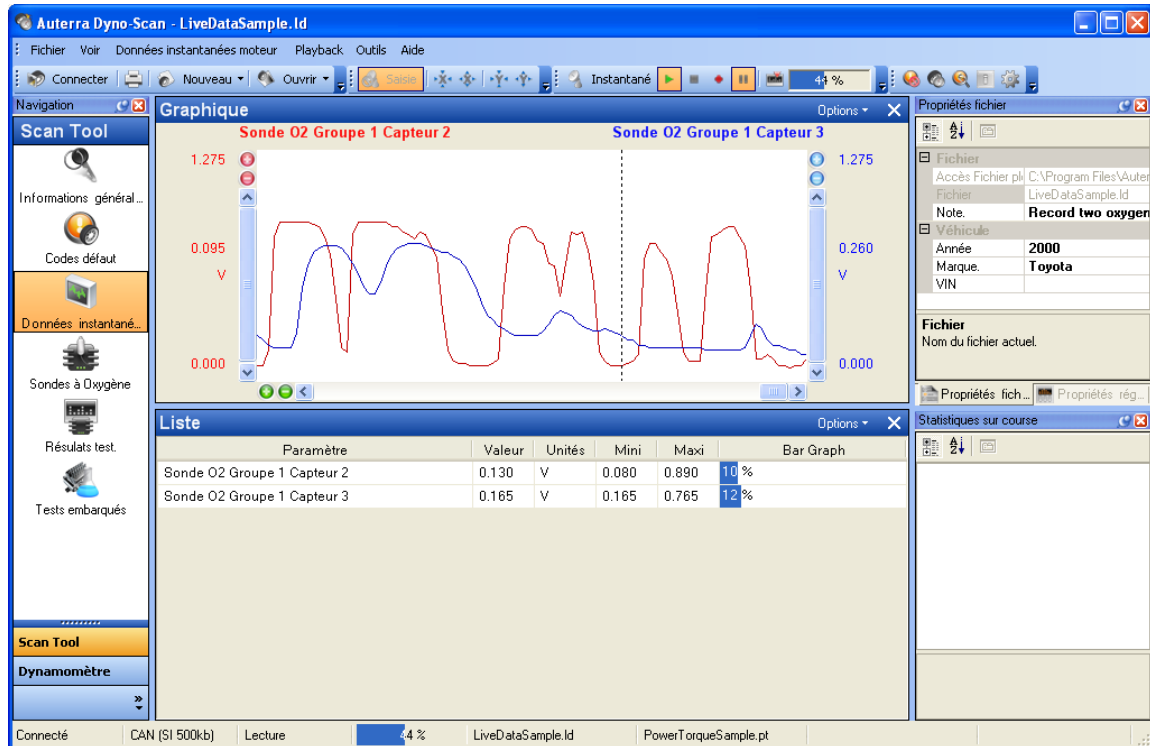 Auterra Dyno-Scan - LiveDataSample.ld
Fichier Voir Données instantanées moteur Playback Outils Aide
Connecter Nouveau Ouvrir Saisie X X Y Y Instantané 44 %
Navigation
Scan Tool
Informations général...
Codes défaut
Données instantané...
Sondes à Oxygène
Résulats test.
Tests embarqués
Scan Tool
Dynamomètre
Graphique Options
Sonde O2 Groupe 1 Capteur 2 Sonde O2 Groupe 1 Capteur 3
1.275 1.275
0.095 0.260
V V
0.000 0.000
Liste Options
Paramètre Valeur Unités Mini Maxi Bar Graph
Sonde O2 Groupe 1 Capteur 2 0.130 V 0.080 0.890 10 %
Sonde O2 Groupe 1 Capteur 3 0.165 V 0.165 0.765 12 %
Propriétés fichier
Fichier
Accès Fichier pl C:\Program Files\Auter
Fichier LiveDataSample.ld
Note. Record two oxygen
Véhicule
Année 2000
Marque. Toyota
VIN
Fichier
Nom du fichier actuel.
Propriétés fich... Propriétés rég...
Statistiques sur course
Connecté CAN (SI 500kb) Lecture 44 % LiveDataSample.ld PowerTorqueSample.pt